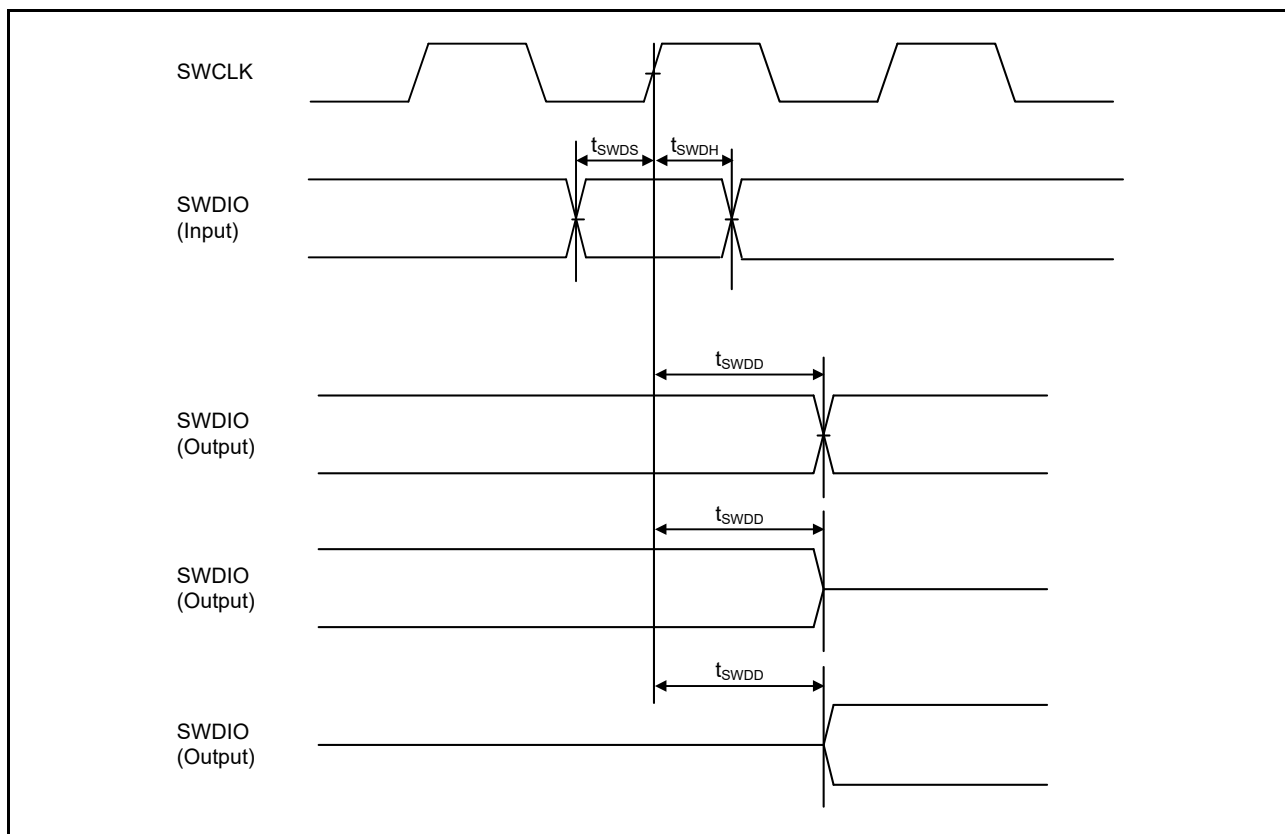 SWCLK
tSWDS
tSWDH
SWDIO
(Input)
tSWDD
SWDIO
(Output)
tSWDD
SWDIO
(Output)
tSWDD
SWDIO
(Output)